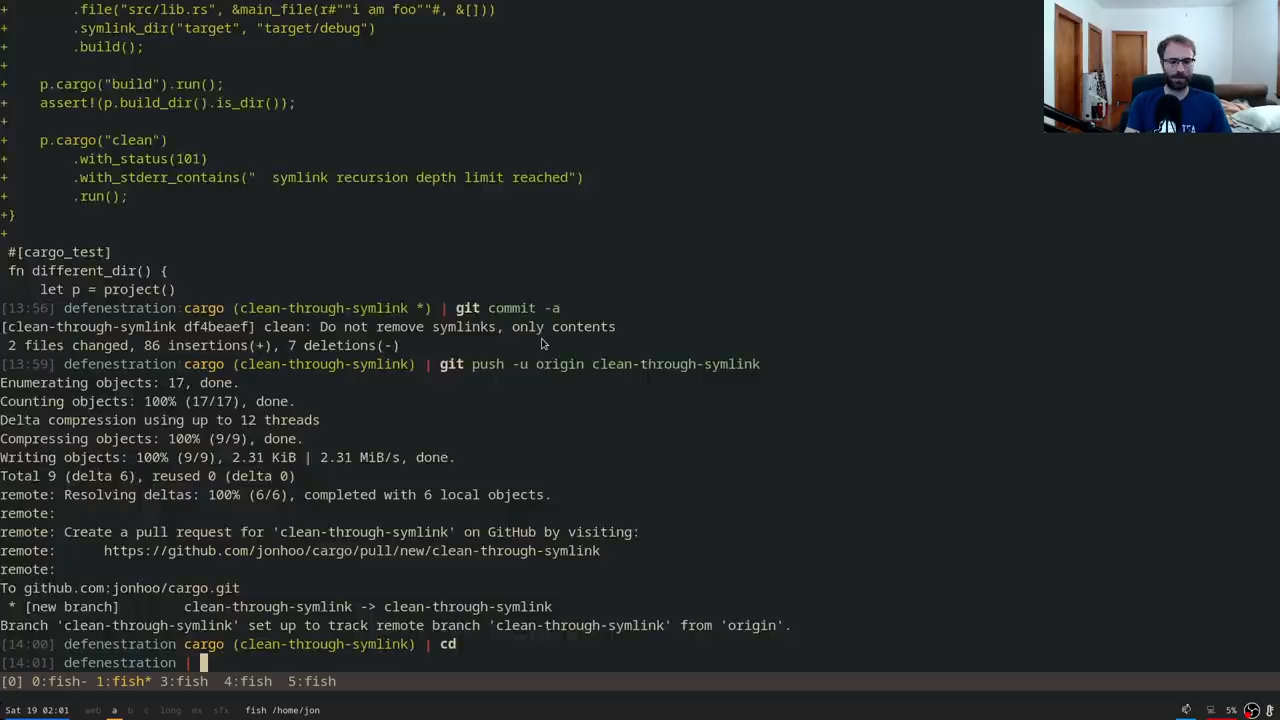 +        .file("src/lib.rs", &main_file(r#""i am foo""#, &[]))
+        .symlink_dir("target", "target/debug")
+        .build();
+
+    p.cargo("build").run();
+    assert!(p.build_dir().is_dir());
+
+    p.cargo("clean")
+        .with_status(101)
+        .with_stderr_contains("  symlink recursion depth limit reached")
+        .run();
+}
+
 #[cargo_test]
 fn different_dir() {
     let p = project()
[13:56] defenestration cargo (clean-through-symlink *) | git commit -a
[clean-through-symlink df4beaef] clean: Do not remove symlinks, only contents
 2 files changed, 86 insertions(+), 7 deletions(-)
[13:59] defenestration cargo (clean-through-symlink) | git push -u origin clean-through-symlink
Enumerating objects: 17, done.
Counting objects: 100% (17/17), done.
Delta compression using up to 12 threads
Compressing objects: 100% (9/9), done.
Writing objects: 100% (9/9), 2.31 KiB | 2.31 MiB/s, done.
Total 9 (delta 6), reused 0 (delta 0)
remote: Resolving deltas: 100% (6/6), completed with 6 local objects.
remote:
remote: Create a pull request for 'clean-through-symlink' on GitHub by visiting:
remote:      https://github.com/jonhoo/cargo/pull/new/clean-through-symlink
remote:
To github.com:jonhoo/cargo.git
 * [new branch]        clean-through-symlink -> clean-through-symlink
Branch 'clean-through-symlink' set up to track remote branch 'clean-through-symlink' from 'origin'.
[14:00] defenestration cargo (clean-through-symlink) | cd
[14:01] defenestration |
[0] 0:fish- 1:fish* 3:fish  4:fish  5:fish
Sat 19 02:01 web a b c long mx sfx fish /home/jon 5%